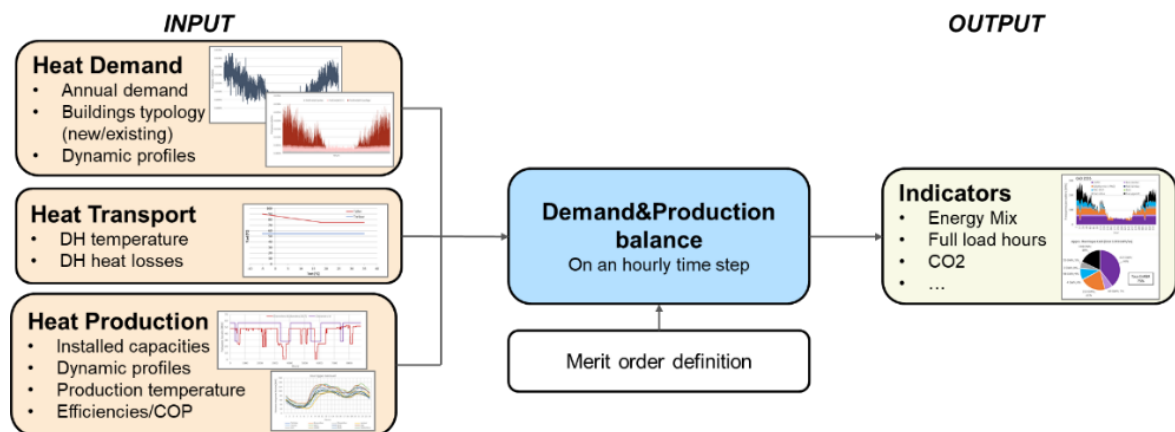 INPUT
OUTPUT
Heat Demand
• Annual demand
• Buildings typology
(new/existing)
• Dynamic profiles
Heat Transport
• DH temperature
• DH heat losses
Heat Production
• Installed capacities
• Dynamic profiles
• Production temperature
• Efficiencies/COP
Demand&Production
balance
On an hourly time step
Merit order definition
Indicators
• Energy Mix
• Full load hours
• CO2
• ...